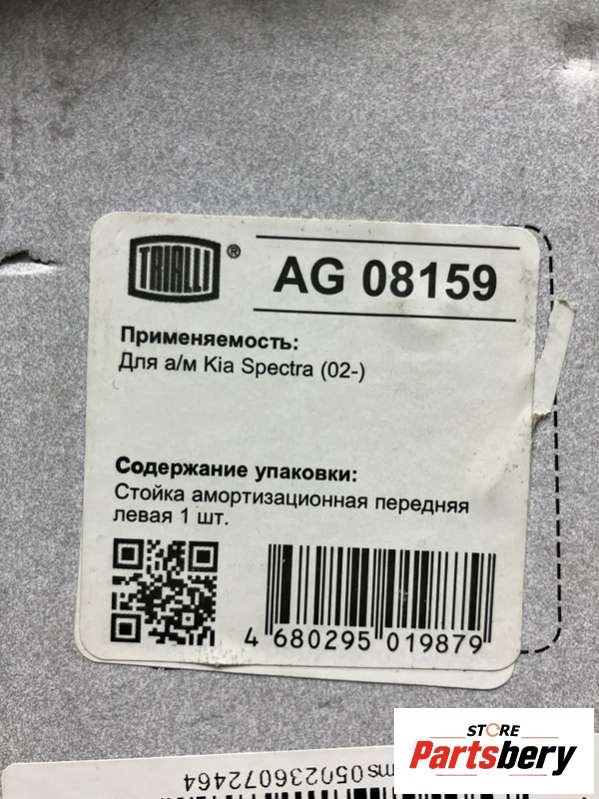 TRIALLI®
AG 08159
Применяемость:
Для а/м Kia Spectra (02-)
Содержание упаковки:
Стойка амортизационная передняя
левая 1 шт.
4 680295 019879
STORE
Partsbery
ms050236072464